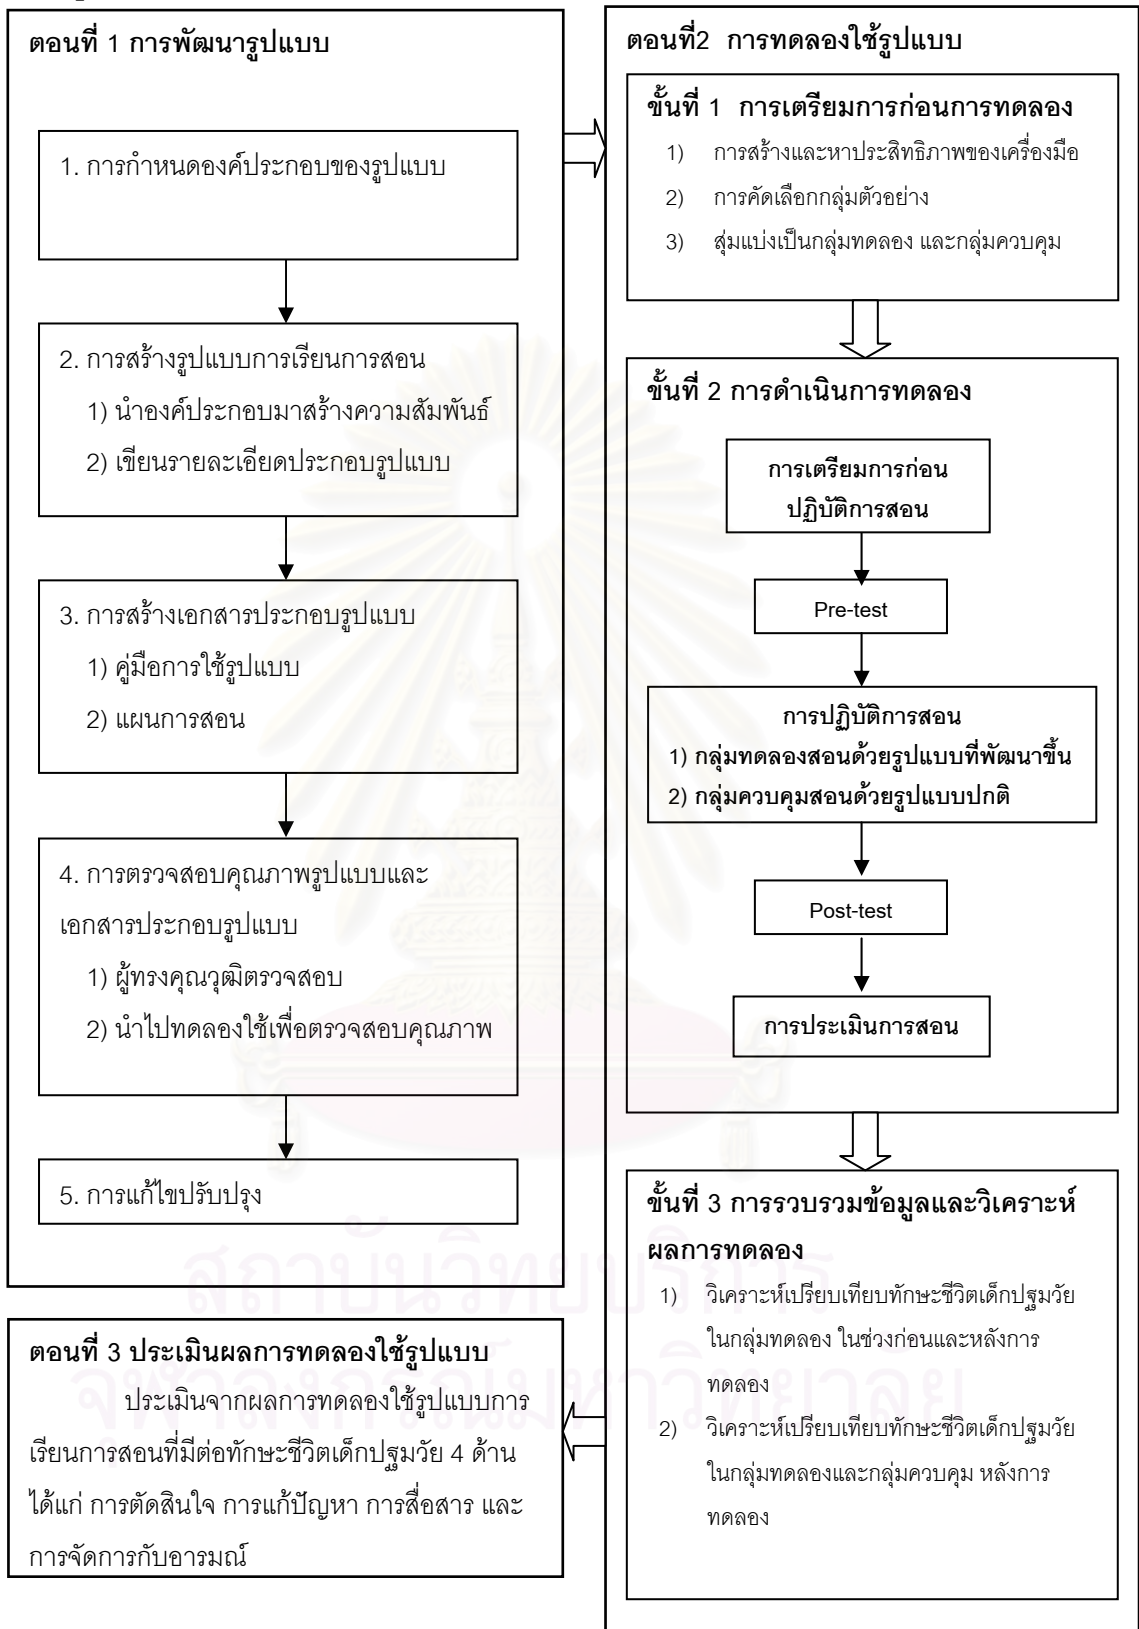 ตอนที่ 1 การพัฒนารูปแบบ
1. การกำหนดองค์ประกอบของรูปแบบ
2. การสร้างรูปแบบการเรียนการสอน
1) นำองค์ประกอบมาสร้างความสัมพันธ์
2) เขียนรายละเอียดประกอบรูปแบบ
3. การสร้างเอกสารประกอบรูปแบบ
1) คู่มือการใช้รูปแบบ
2) แผนการสอน
4. การตรวจสอบคุณภาพรูปแบบและ
เอกสารประกอบรูปแบบ
1) ผู้ทรงคุณวุฒิตรวจสอบ
2) นำไปทดลองใช้เพื่อตรวจสอบคุณภาพ
5. การแก้ไขปรับปรุง
ตอนที่2 การทดลองใช้รูปแบบ
ขั้นที่ 1 การเตรียมการก่อนการทดลอง
1) การสร้างและหาประสิทธิภาพของเครื่องมือ
2) การคัดเลือกกลุ่มตัวอย่าง
3) สุ่มแบ่งเป็นกลุ่มทดลอง และกลุ่มควบคุม
ขั้นที่ 2 การดำเนินการทดลอง
การเตรียมการก่อน
ปฏิบัติการสอน
Pre-test
การปฏิบัติการสอน
1) กลุ่มทดลองสอนด้วยรูปแบบที่พัฒนาขึ้น
2) กลุ่มควบคุมสอนด้วยรูปแบบปกติ
Post-test
การประเมินการสอน
ขั้นที่ 3 การรวบรวมข้อมูลและวิเคราะห์
ผลการทดลอง
1) วิเคราะห์เปรียบเทียบทักษะชีวิตเด็กปฐมวัย
ในกลุ่มทดลอง ในช่วงก่อนและหลังการ
ทดลอง
2) วิเคราะห์เปรียบเทียบทักษะชีวิตเด็กปฐมวัย
ในกลุ่มทดลองและกลุ่มควบคุม หลังการ
ทดลอง
ตอนที่ 3 ประเมินผลการทดลองใช้รูปแบบ
ประเมินจากผลการทดลองใช้รูปแบบการ
เรียนการสอนที่มีต่อทักษะชีวิตเด็กปฐมวัย 4 ด้าน
ได้แก่ การตัดสินใจ การแก้ปัญหา การสื่อสาร และ
การจัดการกับอารมณ์
สถาบันวิทยบริการ
จุฬาลงกรณ์มหาวิทยาลัย